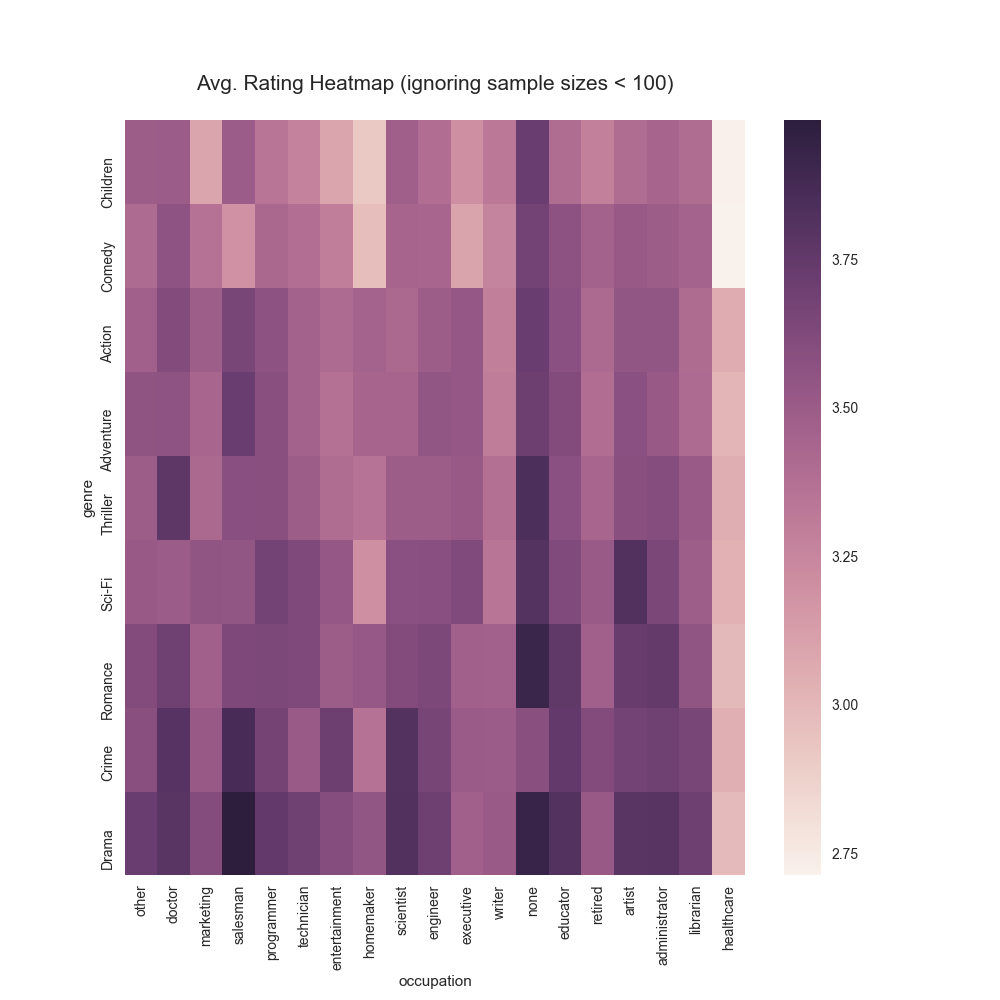 Avg. Rating Heatmap (ignoring sample sizes < 100)
genre
Children
Comedy
Action
Adventure
Thriller
Sci-Fi
Romance
Crime
Drama
3.75
3.50
3.25
3.00
2.75
other
doctor
marketing
salesman
programmer
technician
entertainment
homemaker
scientist
engineer
executive
writer
none
educator
retired
artist
administrator
librarian
healthcare
occupation